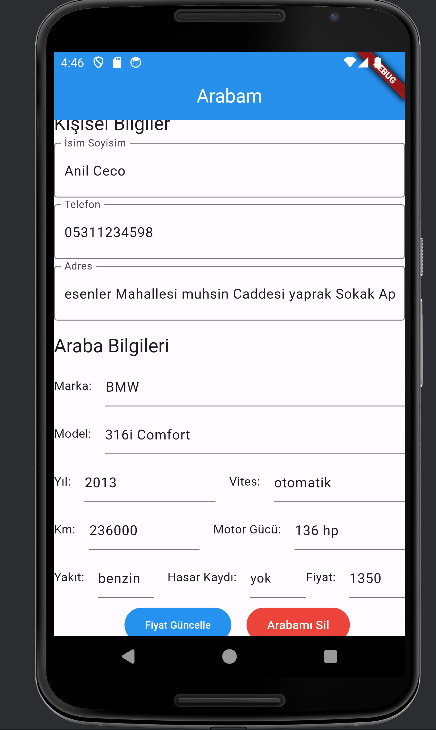 4:46
DEBUG
Arabam
Kişisel Bilgiler
İsim Soyisim
Anil Ceco
Telefon
05311234598
Adres
esenler Mahallesi muhsin Caddesi yaprak Sokak Ap
Araba Bilgileri
Marka: BMW
Model: 316i Comfort
Yıl: 2013 Vites: otomatik
Km: 236000 Motor Gücü: 136 hp
Yakıt: benzin Hasar Kaydı: yok Fiyat: 1350
Fiyat Güncelle Arabamı Sil